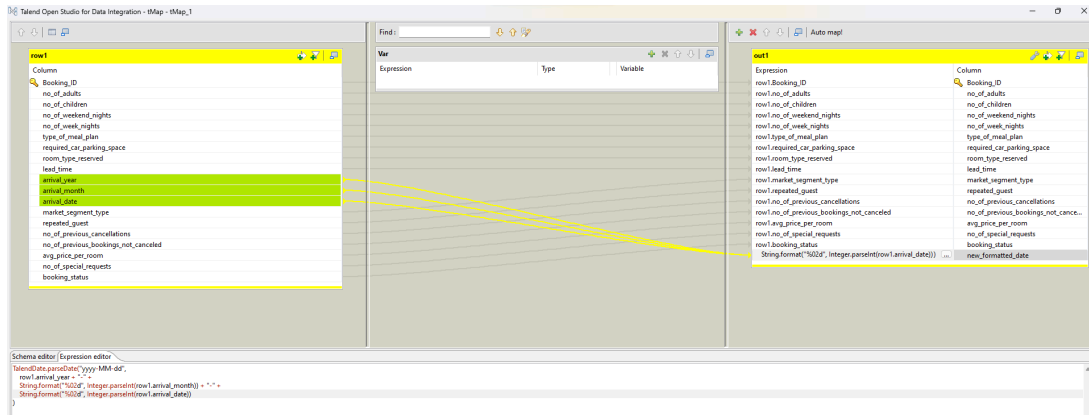 Talend Open Studio for Data Integration - tMap - tMap_1
Find :
Auto map!
row1
Column
Booking_ID
no_of_adults
no_of_children
no_of_weekend_nights
no_of_week_nights
type_of_meal_plan
required_car_parking_space
room_type_reserved
lead_time
arrival_year
arrival_month
arrival_date
market_segment_type
repeated_guest
no_of_previous_cancellations
no_of_previous_bookings_not_canceled
avg_price_per_room
no_of_special_requests
booking_status
Var
Expression Type Variable
out1
Expression Column
row1.Booking_ID Booking_ID
row1.no_of_adults no_of_adults
row1.no_of_children no_of_children
row1.no_of_weekend_nights no_of_weekend_nights
row1.no_of_week_nights no_of_week_nights
row1.type_of_meal_plan type_of_meal_plan
row1.required_car_parking_space required_car_parking_space
row1.room_type_reserved room_type_reserved
row1.lead_time lead_time
row1.market_segment_type market_segment_type
row1.repeated_guest repeated_guest
row1.no_of_previous_cancellations no_of_previous_cancellations
row1.no_of_previous_bookings_not_canceled no_of_previous_bookings_not_cance...
row1.avg_price_per_room avg_price_per_room
row1.no_of_special_requests no_of_special_requests
row1.booking_status booking_status
String.format("%02d", Integer.parseInt(row1.arrival_date))) ... new_formatted_date
Schema editor Expression editor
TalendDate.parseDate("yyyy-MM-dd",
row1.arrival_year + "-" +
String.format("%02d", Integer.parseInt(row1.arrival_month)) + "-" +
String.format("%02d", Integer.parseInt(row1.arrival_date))
)